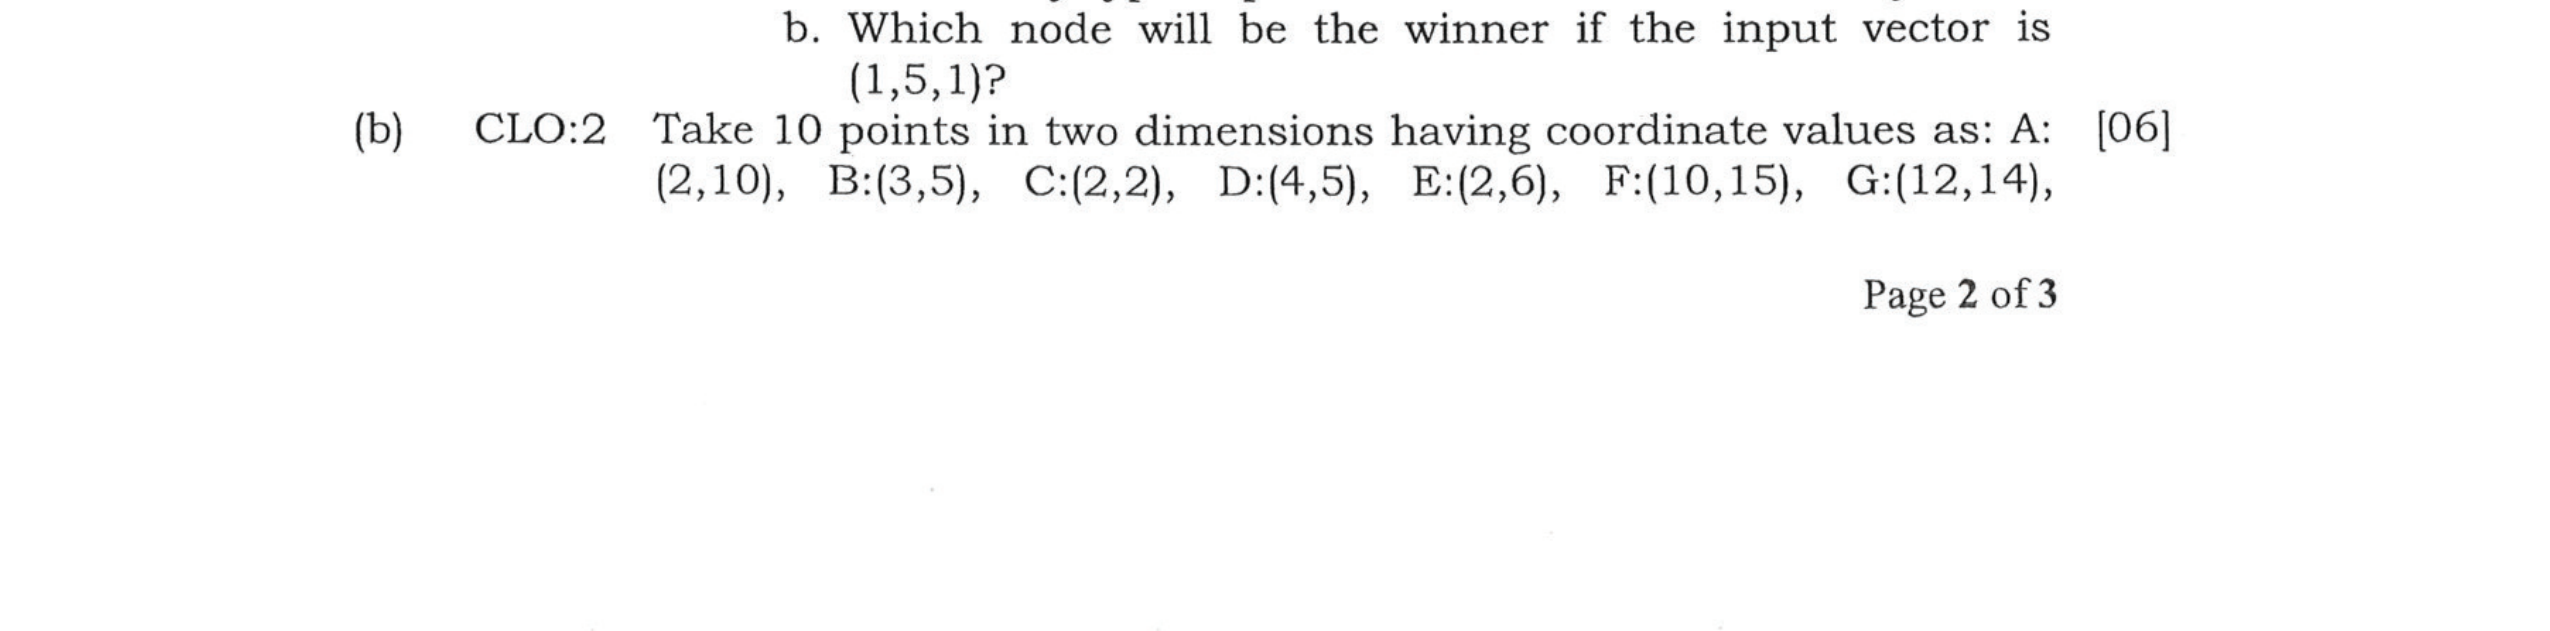 b. Which node will be the winner if the input vector is
(1,5,1)?
(b) CLO:2 Take 10 points in two dimensions having coordinate values as: A: [06]
(2,10), B:(3,5), C:(2,2), D:(4,5), E:(2,6), F:(10,15), G:(12,14),
Page 2 of 3